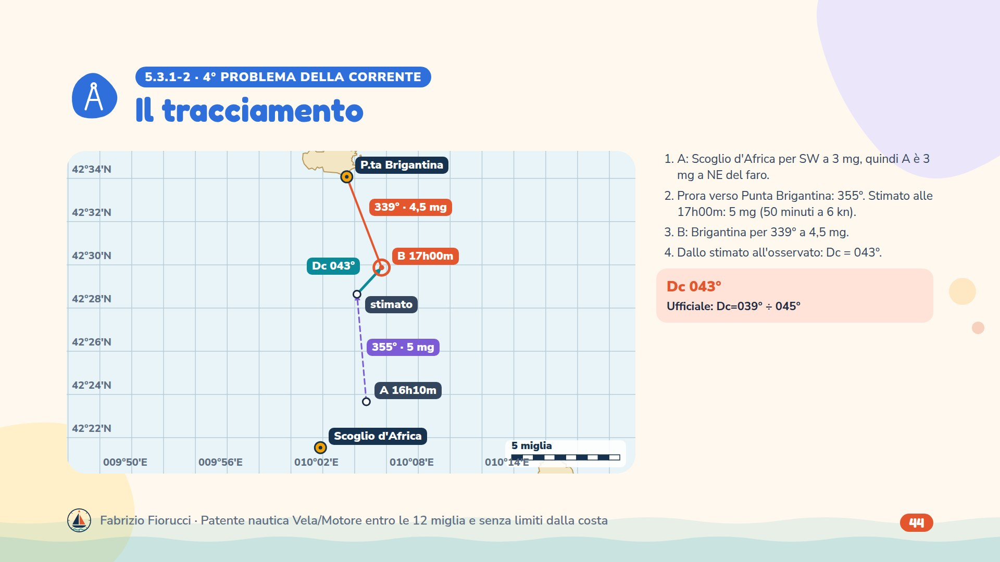 5.3.1-2 · 4° PROBLEMA DELLA CORRENTE
Il tracciamento
42°34'N
42°32'N
42°30'N
42°28'N
42°26'N
42°24'N
42°22'N
P.ta Brigantina
339° · 4,5 mg
B 17h00m
Dc 043°
stimato
355° · 5 mg
A 16h10m
Scoglio d'Africa
5 miglia
009°50'E
009°56'E
010°02'E
010°08'E
010°14'E
1. A: Scoglio d'Africa per SW a 3 mg, quindi A è 3
mg a NE del faro.
2. Prora verso Punta Brigantina: 355°. Stimato alle
17h00m: 5 mg (50 minuti a 6 kn).
3. B: Brigantina per 339° a 4,5 mg.
4. Dallo stimato all'osservato: Dc = 043°.
Dc 043°
Ufficiale: Dc=039° ÷ 045°
Fabrizio Fiorucci · Patente nautica Vela/Motore entro le 12 miglia e senza limiti dalla costa
44